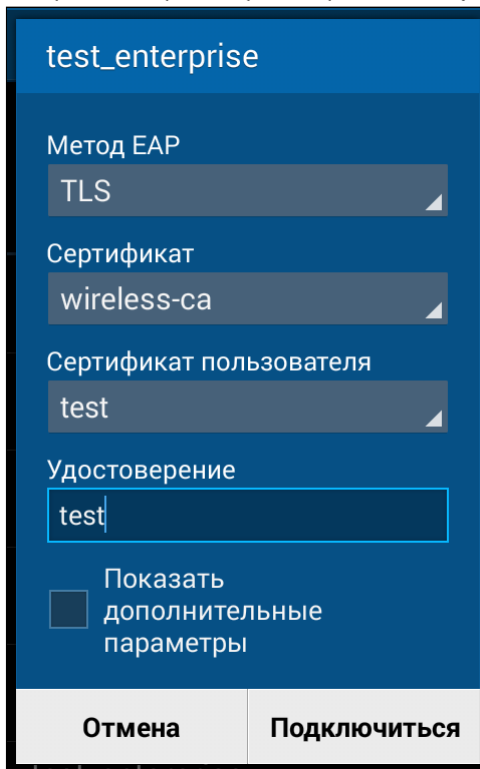 test_enterprise
Метод EAP
TLS
Сертификат
wireless-ca
Сертификат пользователя
test
Удостоверение
test
Показать
дополнительные
параметры
Отмена
Подключиться